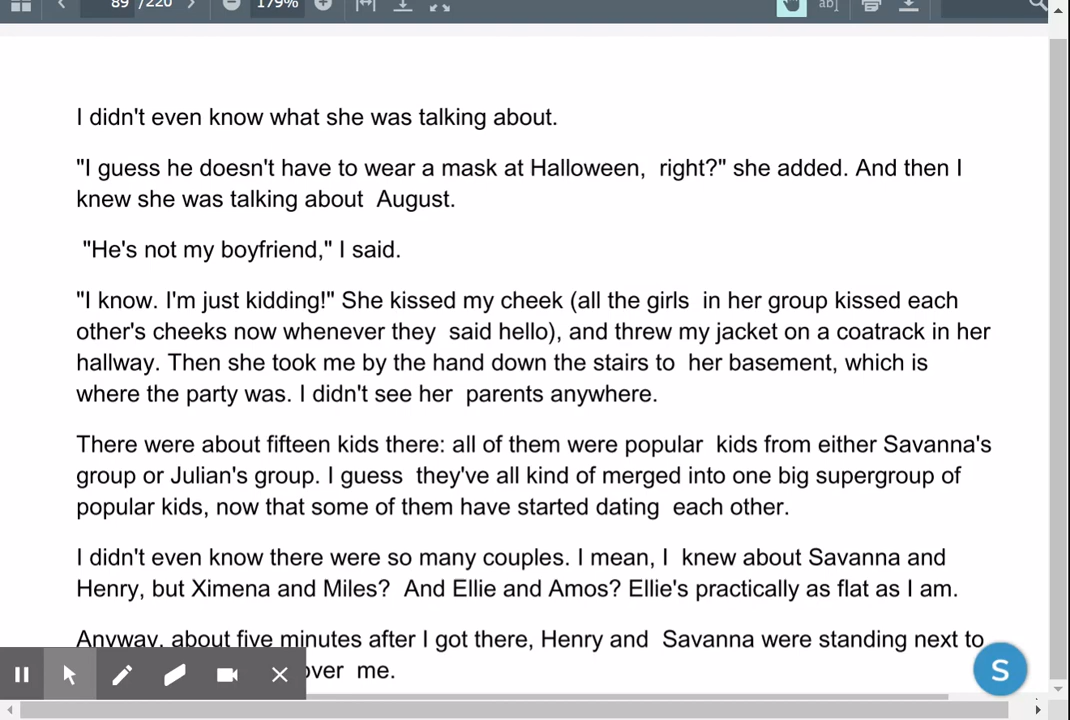 89 /220
179%
ab]
I didn't even know what she was talking about.
"I guess he doesn't have to wear a mask at Halloween,  right?" she added. And then I
knew she was talking about  August.
"He's not my boyfriend," I said.
"I know. I'm just kidding!" She kissed my cheek (all the girls  in her group kissed each
other's cheeks now whenever they  said hello), and threw my jacket on a coatrack in her
hallway. Then she took me by the hand down the stairs to  her basement, which is
where the party was. I didn't see her  parents anywhere.
There were about fifteen kids there: all of them were popular  kids from either Savanna's
group or Julian's group. I guess  they've all kind of merged into one big supergroup of
popular kids, now that some of them have started dating  each other.
I didn't even know there were so many couples. I mean, I  knew about Savanna and
Henry, but Ximena and Miles?  And Ellie and Amos? Ellie's practically as flat as I am.
Anyway, about five minutes after I got there, Henry and  Savanna were standing next to
over  me.
S